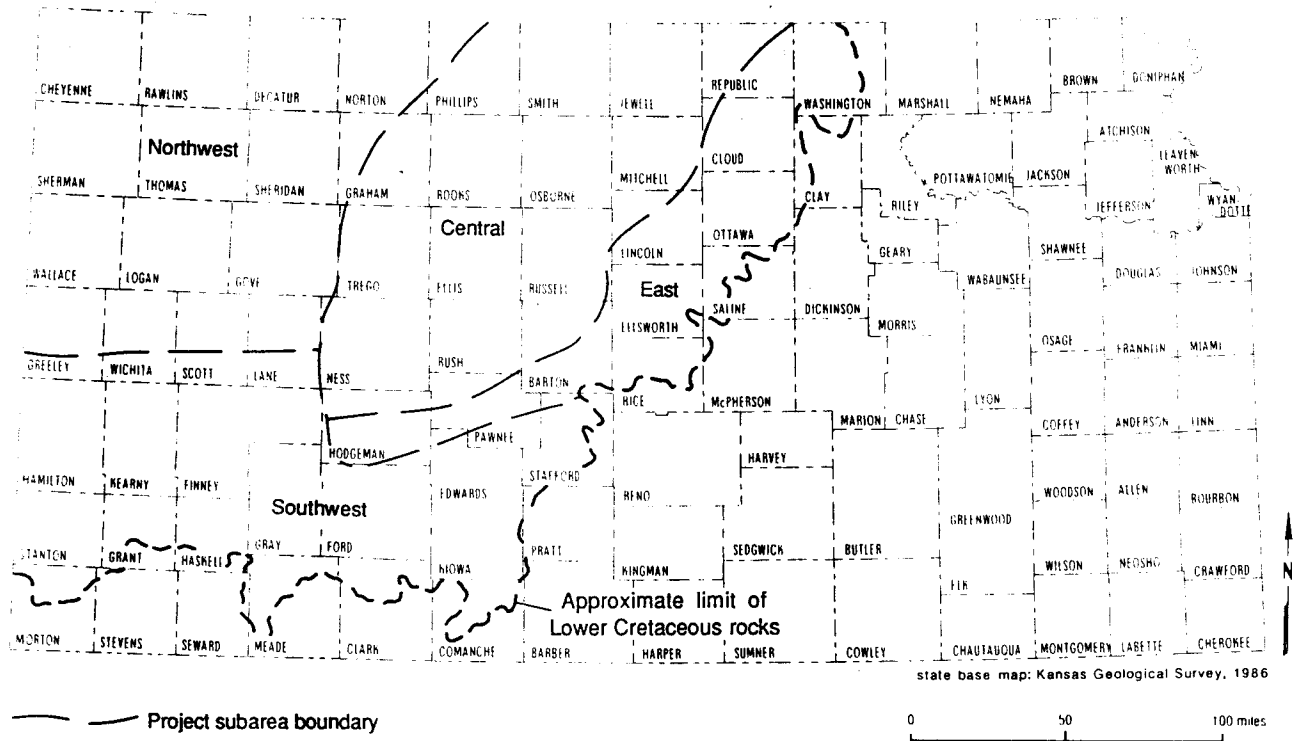 CHEYENNE RAWLINS DECATUR NORTON PHILLIPS SMITH JEWELL REPUBLIC WASHINGTON MARSHALL NEMAHA BROWN DONIPHAN
Northwest
ATCHISON
SHERMAN THOMAS SHERIDAN GRAHAM ROOKS OSBORNE MITCHELL CLOUD CLAY RILEY POTTAWATOMIE JACKSON JEFFERSON LEAVEN
WORTH
WYAN
DOTTE
Central
WALLACE LOGAN GOVE TREGO ELLIS RUSSELL LINCOLN OTTAWA GEARY WABAUNSEE SHAWNEE DOUGLAS JOHNSON
East
GREELEY WICHITA SCOTT LANE NESS RUSH BARTON ELLSWORTH SALINE DICKINSON MORRIS OSAGE FRANKLIN MIAMI
HODGEMAN PAWNEE RICE McPHERSON MARION CHASE LYON COFFEY ANDERSON LINN
HAMILTON KEARNY FINNEY EDWARDS STAFFORD RENO HARVEY WOODSON ALLEN BOURBON
Southwest
GREENWOOD
STANTON GRANT HASKELL GRAY FORD KIOWA PRATT KINGMAN SEDGWICK BUTLER ELK WILSON NEOSHO CRAWFORD
N
Approximate limit of
Lower Cretaceous rocks
MORTON STEVENS SEWARD MEADE CLARK COMANCHE BARBER HARPER SUMNER COWLEY CHAUTAUQUA MONTGOMERY LABETTE CHEROKEE
state base map: Kansas Geological Survey, 1986
Project subarea boundary
0 50 100 miles